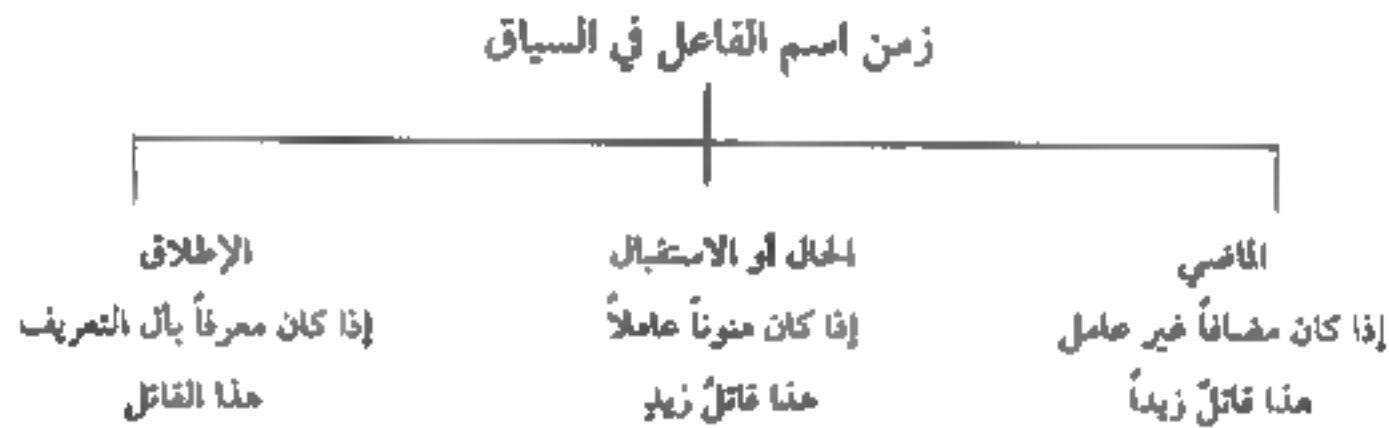 زمن اسم الفاعل في السياق
الماضي
إذا كان مضافاً غير عامل
هذا قاتلٌ زيداً
الحال أو الاستقبال
إذا كان منوناً عاملاً
هذا قاتلُ زيدٍ
الإطلاق
إذا كان معرفاً بأل التعريف
هذا القاتل